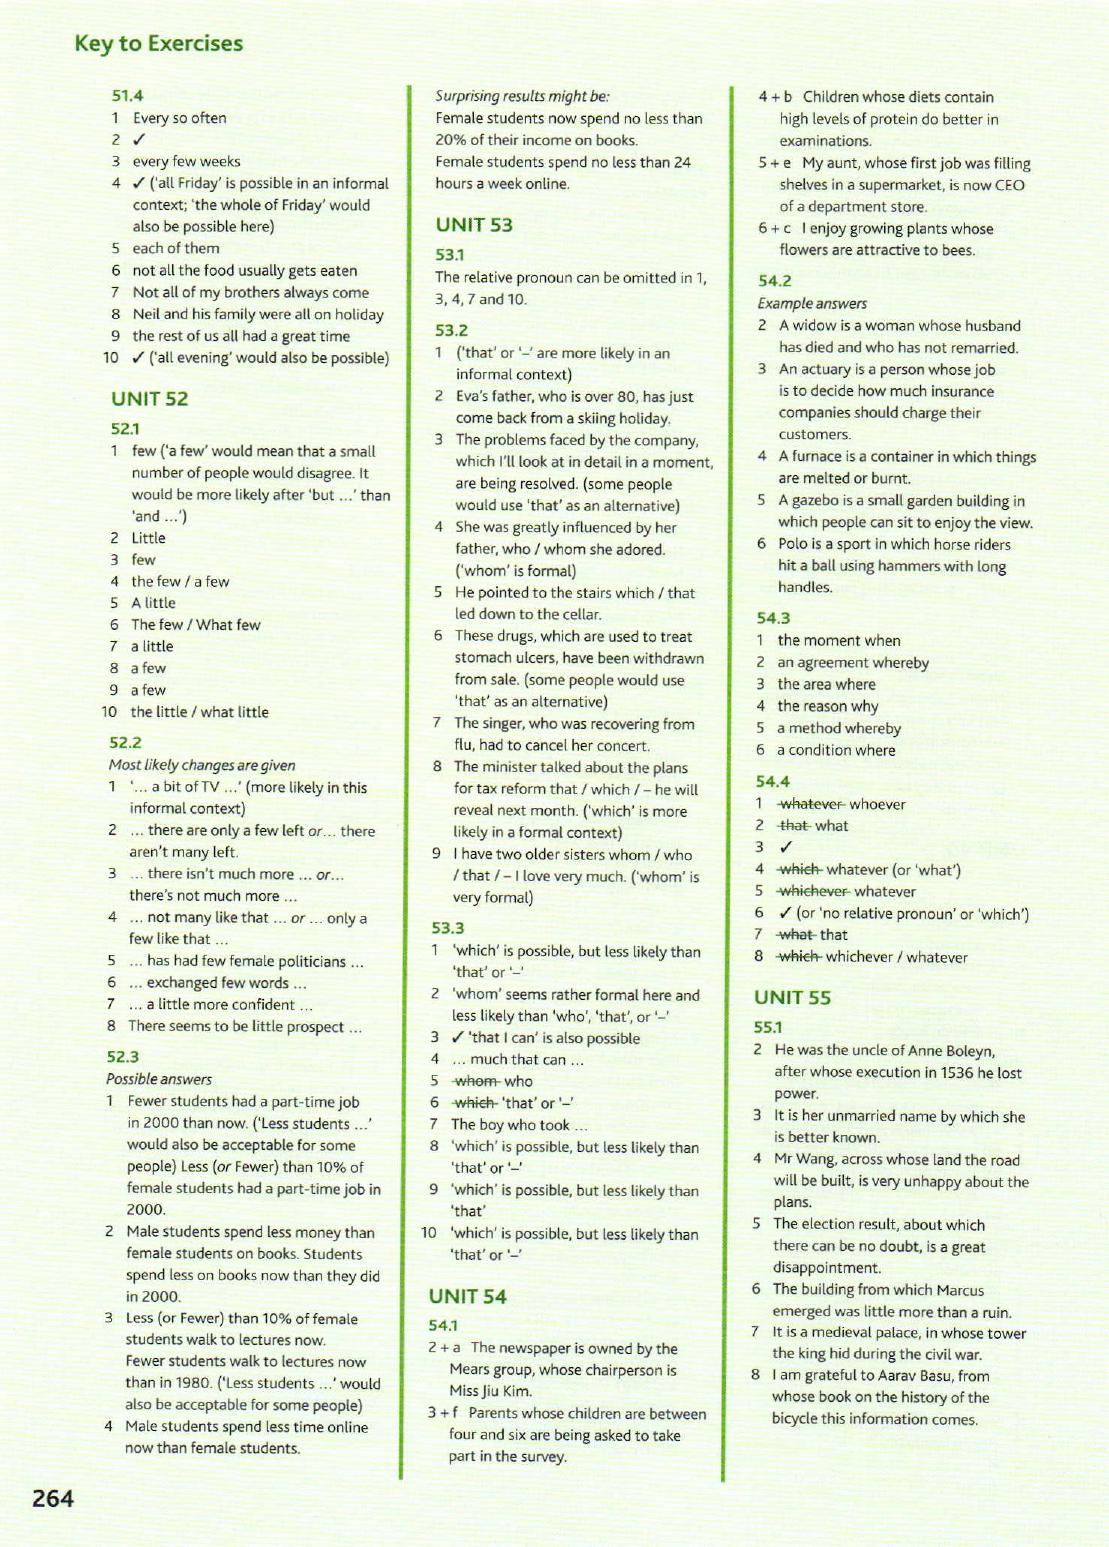 Key to Exercises
51.4
1 Every so often
2 ✓
3 every few weeks
4 ✓ ('all Friday' is possible in an informal
context; 'the whole of Friday' would
also be possible here)
5 each of them
6 not all the food usually gets eaten
7 Not all of my brothers always come
8 Neil and his family were all on holiday
9 the rest of us all had a great time
10 ✓ ('all evening' would also be possible)
UNIT 52
52.1
1 few ('a few' would mean that a small
number of people would disagree. It
would be more likely after 'but ...' than
'and ...')
2 Little
3 few
4 the few / a few
5 A little
6 The few / What few
7 a little
8 a few
9 a few
10 the little / what little
52.2
Most likely changes are given
1 '... a bit of TV ...' (more likely in this
informal context)
2 ... there are only a few left or... there
aren't many left.
3 ... there isn't much more ... or...
there's not much more ...
4 ... not many like that ... or ... only a
few like that ...
5 ... has had few female politicians ...
6 ... exchanged few words ...
7 ... a little more confident ...
8 There seems to be little prospect ...
52.3
Possible answers
1 Fewer students had a part-time job
in 2000 than now. ('Less students ...'
would also be acceptable for some
people) Less (or Fewer) than 10% of
female students had a part-time job in
2000.
2 Male students spend less money than
female students on books. Students
spend less on books now than they did
in 2000.
3 Less (or Fewer) than 10% of female
students walk to lectures now.
Fewer students walk to lectures now
than in 1980. ('Less students ...' would
also be acceptable for some people)
4 Male students spend less time online
now than female students.
Surprising results might be:
Female students now spend no less than
20% of their income on books.
Female students spend no less than 24
hours a week online.
UNIT 53
53.1
The relative pronoun can be omitted in 1,
3, 4, 7 and 10.
53.2
1 ('that' or '–' are more likely in an
informal context)
2 Eva's father, who is over 80, has just
come back from a skiing holiday.
3 The problems faced by the company,
which I'll look at in detail in a moment,
are being resolved. (some people
would use 'that' as an alternative)
4 She was greatly influenced by her
father, who / whom she adored.
('whom' is formal)
5 He pointed to the stairs which / that
led down to the cellar.
6 These drugs, which are used to treat
stomach ulcers, have been withdrawn
from sale. (some people would use
'that' as an alternative)
7 The singer, who was recovering from
flu, had to cancel her concert.
8 The minister talked about the plans
for tax reform that / which / – he will
reveal next month. ('which' is more
likely in a formal context)
9 I have two older sisters whom / who
/ that / – I love very much. ('whom' is
very formal)
53.3
1 'which' is possible, but less likely than
'that' or '–'
2 'whom' seems rather formal here and
less likely than 'who', 'that', or '–'
3 ✓ 'that I can' is also possible
4 ... much that can ...
5 whom who
6 which 'that' or '–'
7 The boy who took ...
8 'which' is possible, but less likely than
'that' or '–'
9 'which' is possible, but less likely than
'that'
10 'which' is possible, but less likely than
'that' or '–'
UNIT 54
54.1
2 + a The newspaper is owned by the
Mears group, whose chairperson is
Miss Jiu Kim.
3 + f Parents whose children are between
four and six are being asked to take
part in the survey.
4 + b Children whose diets contain
high levels of protein do better in
examinations.
5 + e My aunt, whose first job was filling
shelves in a supermarket, is now CEO
of a department store.
6 + c I enjoy growing plants whose
flowers are attractive to bees.
54.2
Example answers
2 A widow is a woman whose husband
has died and who has not remarried.
3 An actuary is a person whose job
is to decide how much insurance
companies should charge their
customers.
4 A furnace is a container in which things
are melted or burnt.
5 A gazebo is a small garden building in
which people can sit to enjoy the view.
6 Polo is a sport in which horse riders
hit a ball using hammers with long
handles.
54.3
1 the moment when
2 an agreement whereby
3 the area where
4 the reason why
5 a method whereby
6 a condition where
54.4
1 whatever whoever
2 that what
3 ✓
4 which whatever (or 'what')
5 whichever whatever
6 ✓ (or 'no relative pronoun' or 'which')
7 what that
8 which whichever / whatever
UNIT 55
55.1
2 He was the uncle of Anne Boleyn,
after whose execution in 1536 he lost
power.
3 It is her unmarried name by which she
is better known.
4 Mr Wang, across whose land the road
will be built, is very unhappy about the
plans.
5 The election result, about which
there can be no doubt, is a great
disappointment.
6 The building from which Marcus
emerged was little more than a ruin.
7 It is a medieval palace, in whose tower
the king hid during the civil war.
8 I am grateful to Aarav Basu, from
whose book on the history of the
bicycle this information comes.
264